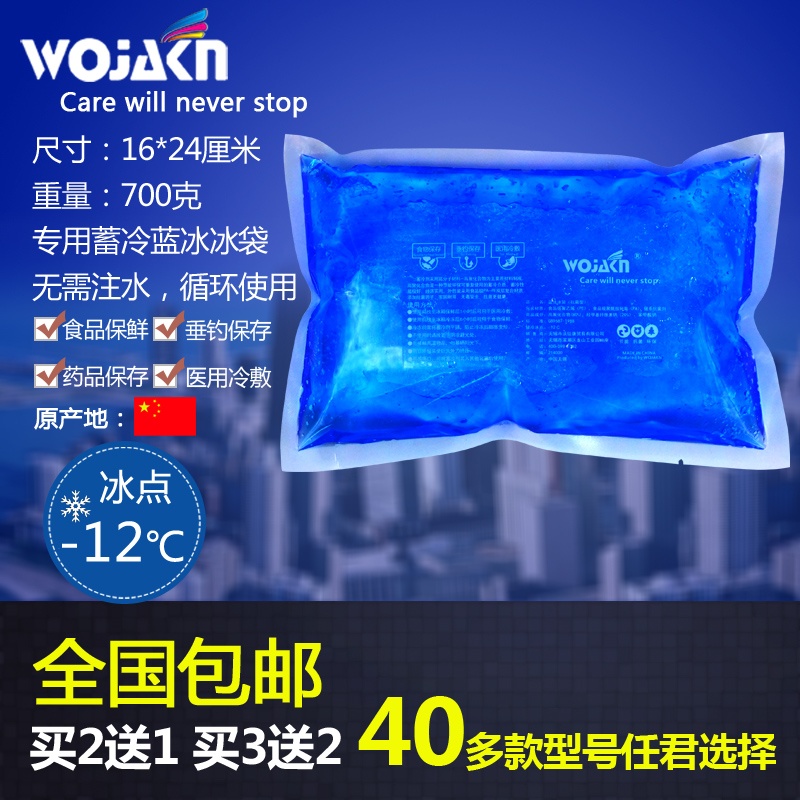 WOJAKN
Care will never stop
尺寸：16*24厘米
重量：700克
专用蓄冷蓝冰冰袋
无需注水，循环使用
食品保鲜 垂钓保存
药品保存 医用冷敷
原产地：
冰点
-12℃
WOJAKN®
Care will never stop.
全国包邮
买2送1 买3送2 40多款型号任君选择